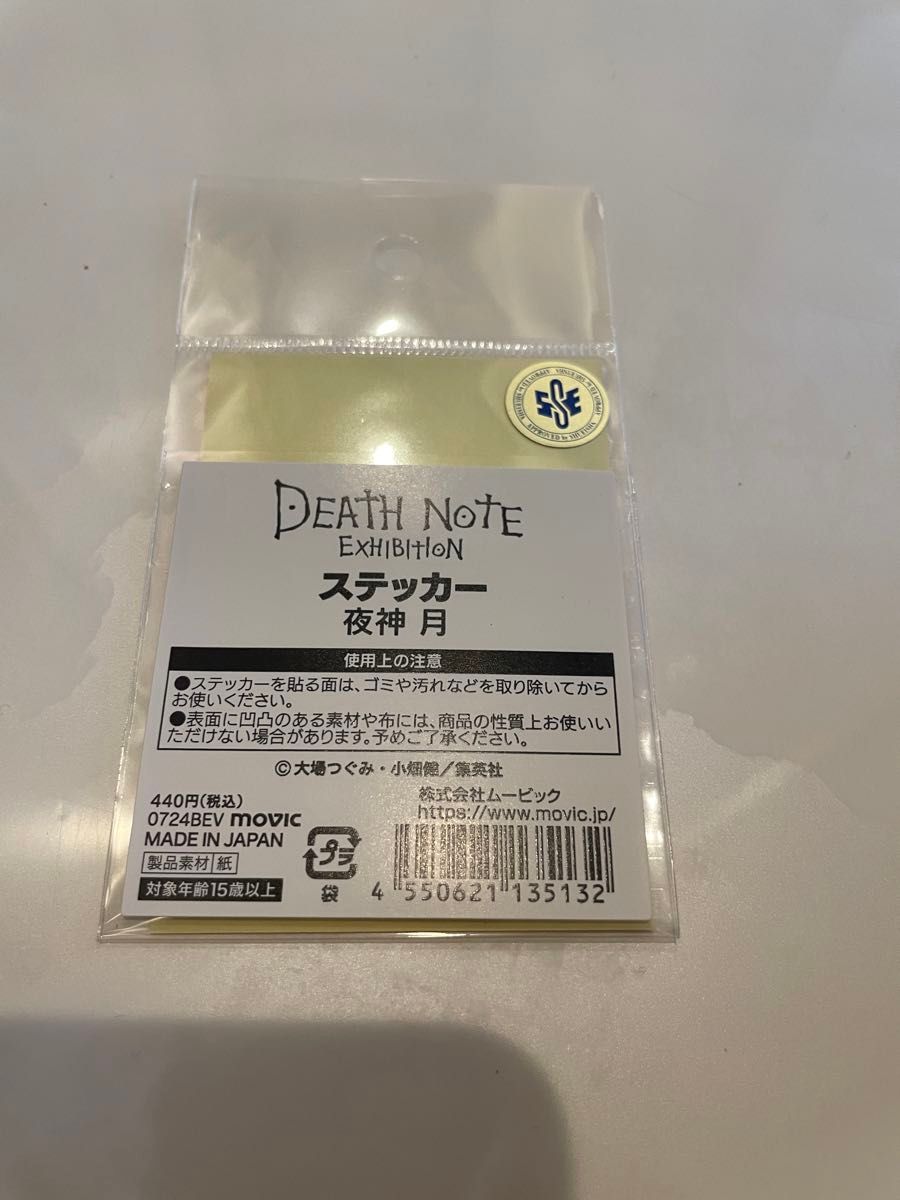 SSE
APPROVED by SHUEISHA
DEATH NOTE
EXHIBITION
ステッカー
夜神 月
使用上の注意
●ステッカーを貼る面は、ゴミや汚れなどを取り除いてから
お使いください。
●表面に凹凸のある素材や布には、商品の性質上お使いい
ただけない場合があります。予めご了承ください。
©大場つぐみ・小畑健／集英社
440円(税込)
0724BEV movic
MADE IN JAPAN
製品素材 紙
対象年齢15歳以上
プラ
袋
株式会社ムービック
https://www.movic.jp/
4 550621 135132